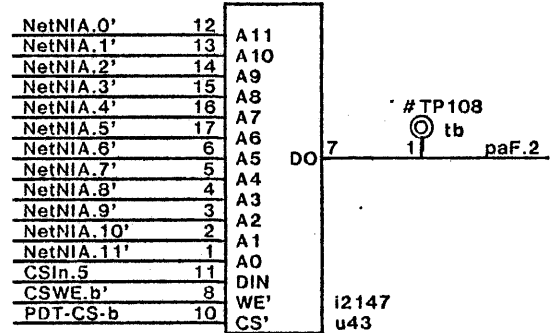 NetNIA.0' 12 A11
NetNIA.1' 13 A10
NetNIA.2' 14 A9
NetNIA.3' 15 A8
NetNIA.4' 16 A7
NetNIA.5' 17 A6
NetNIA.6' 6 A5
NetNIA.7' 5 A4
NetNIA.8' 4 A3
NetNIA.9' 3 A2
NetNIA.10' 2 A1
NetNIA.11' 1 A0
CSIn.5 11 DIN
CSWE.b' 8 WE'
PDT-CS-b 10 CS'
#TP108
tb
DO 7 1 paF.2
i2147
u43